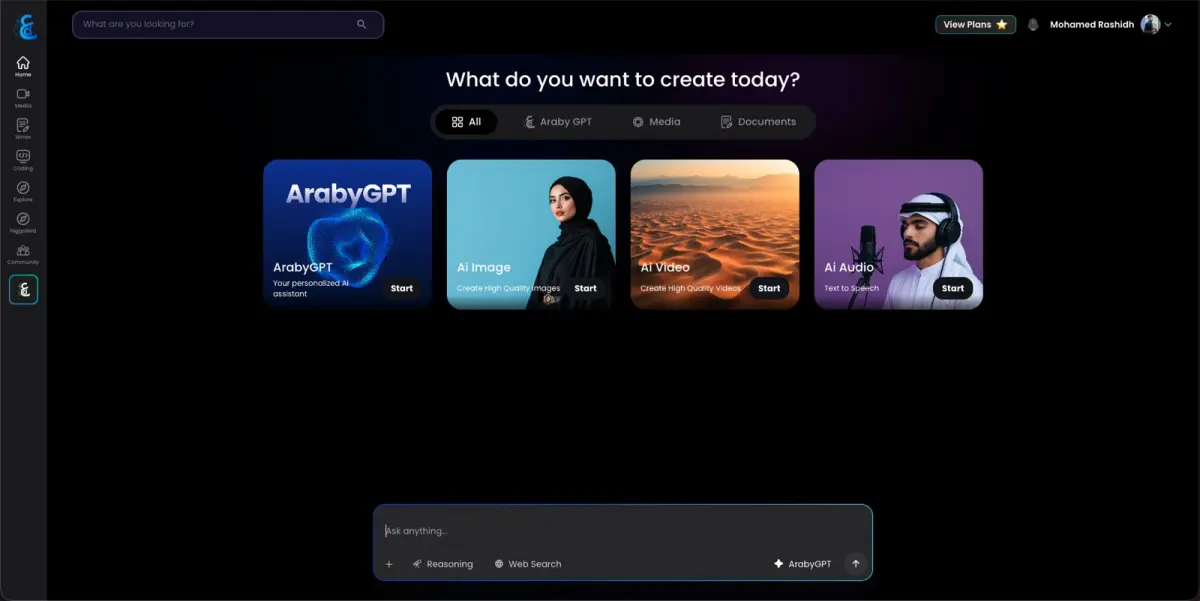 What are you looking for?
View Plans
Mohamed Rashidh
Home
Media
Writer
Coding
Explore
Higgsfield
Community
What do you want to create today?
All
Araby GPT
Media
Documents
ArabyGPT
ArabyGPT
Your personalized AI
assistant
Start
Ai Image
Create High Quality Images
Start
Ai Video
Create High Quality Videos
Start
Ai Audio
Text to Speech
Start
Ask anything...
Reasoning
Web Search
ArabyGPT